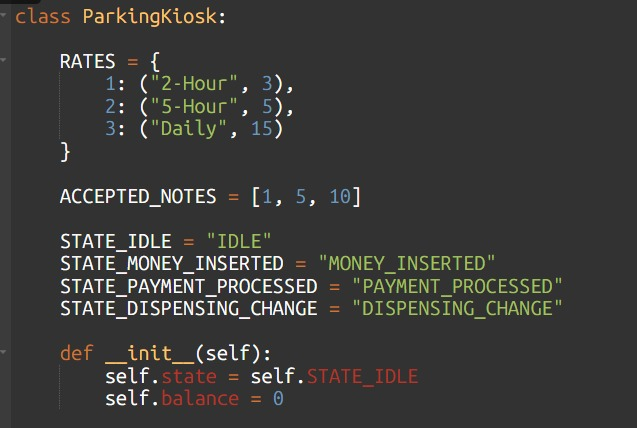 class ParkingKiosk:
RATES = {
1: ("2-Hour", 3),
2: ("5-Hour", 5),
3: ("Daily", 15)
}
ACCEPTED_NOTES = [1, 5, 10]
STATE_IDLE = "IDLE"
STATE_MONEY_INSERTED = "MONEY_INSERTED"
STATE_PAYMENT_PROCESSED = "PAYMENT_PROCESSED"
STATE_DISPENSING_CHANGE = "DISPENSING_CHANGE"
def __init__(self):
self.state = self.STATE_IDLE
self.balance = 0